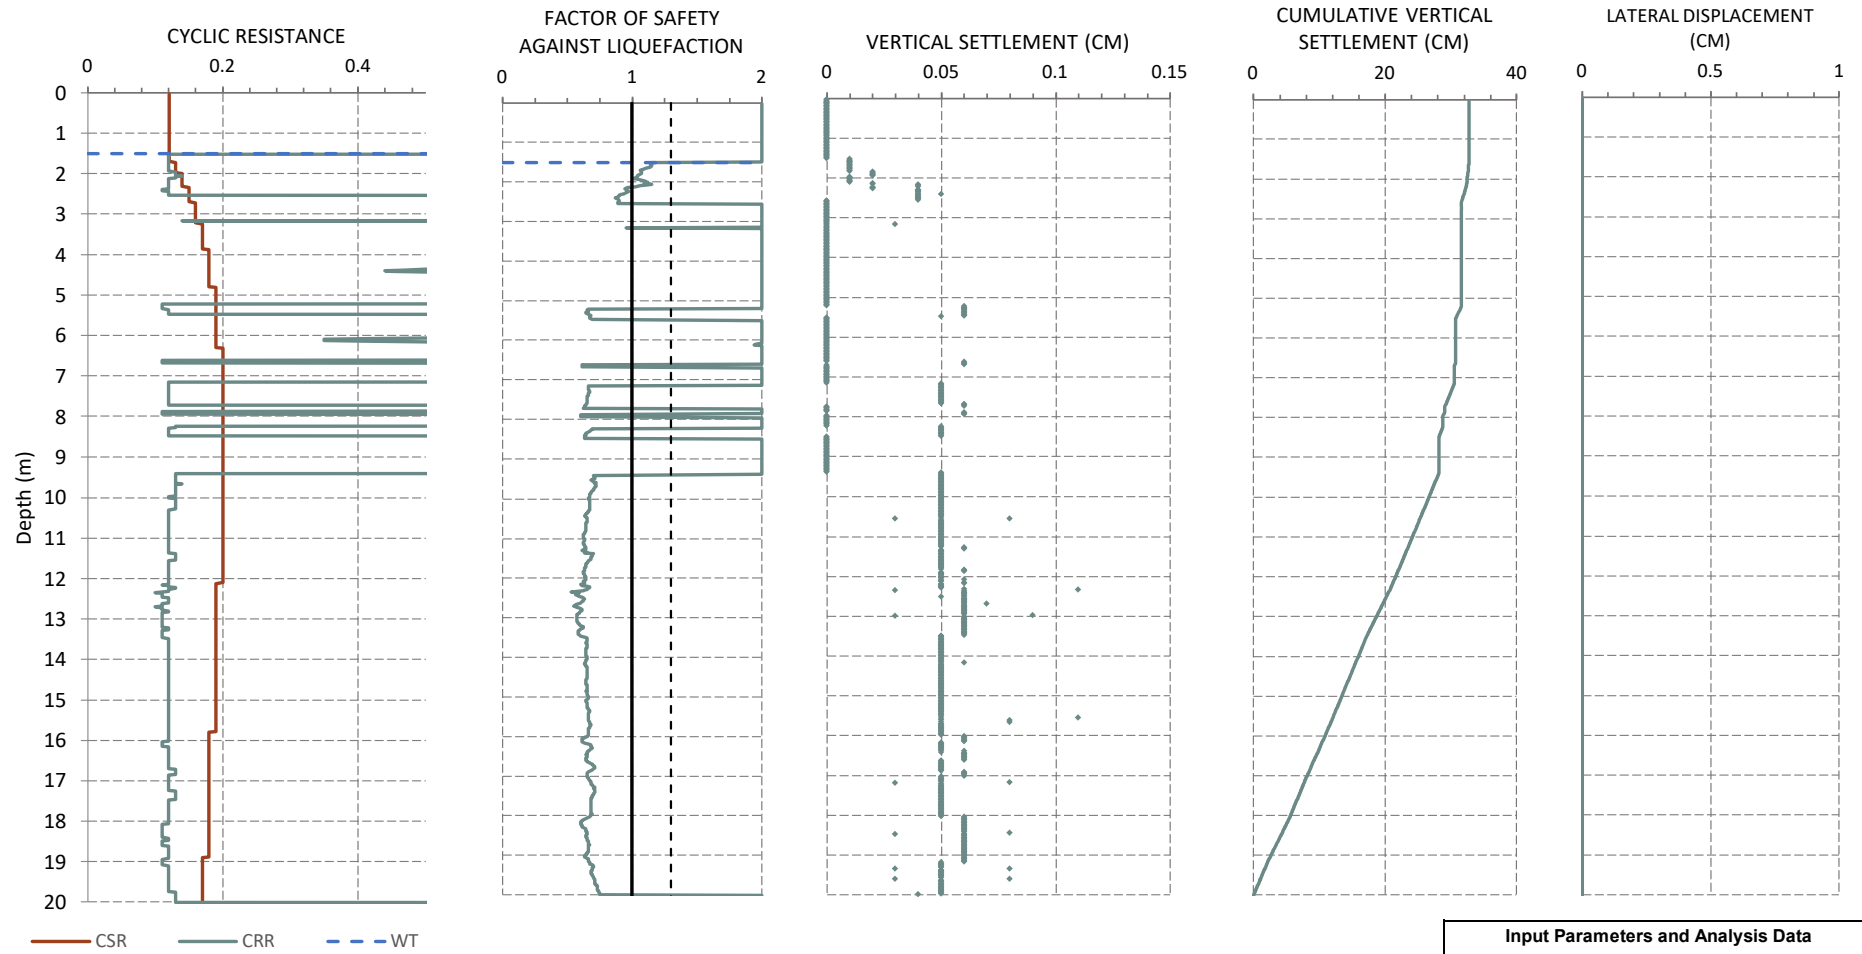 CYCLIC RESISTANCE
0 0.2 0.4
0
1
2
3
4
5
6
7
8
9
10
11
12
13
14
15
16
17
18
19
20
Depth (m)
CSR CRR WT
FACTOR OF SAFETY
AGAINST LIQUEFACTION
0 1 2
VERTICAL SETTLEMENT (CM)
0 0.05 0.1 0.15
CUMULATIVE VERTICAL
SETTLEMENT (CM)
0 20 40
LATERAL DISPLACEMENT
(CM)
0 0.5 1
Input Parameters and Analysis Data